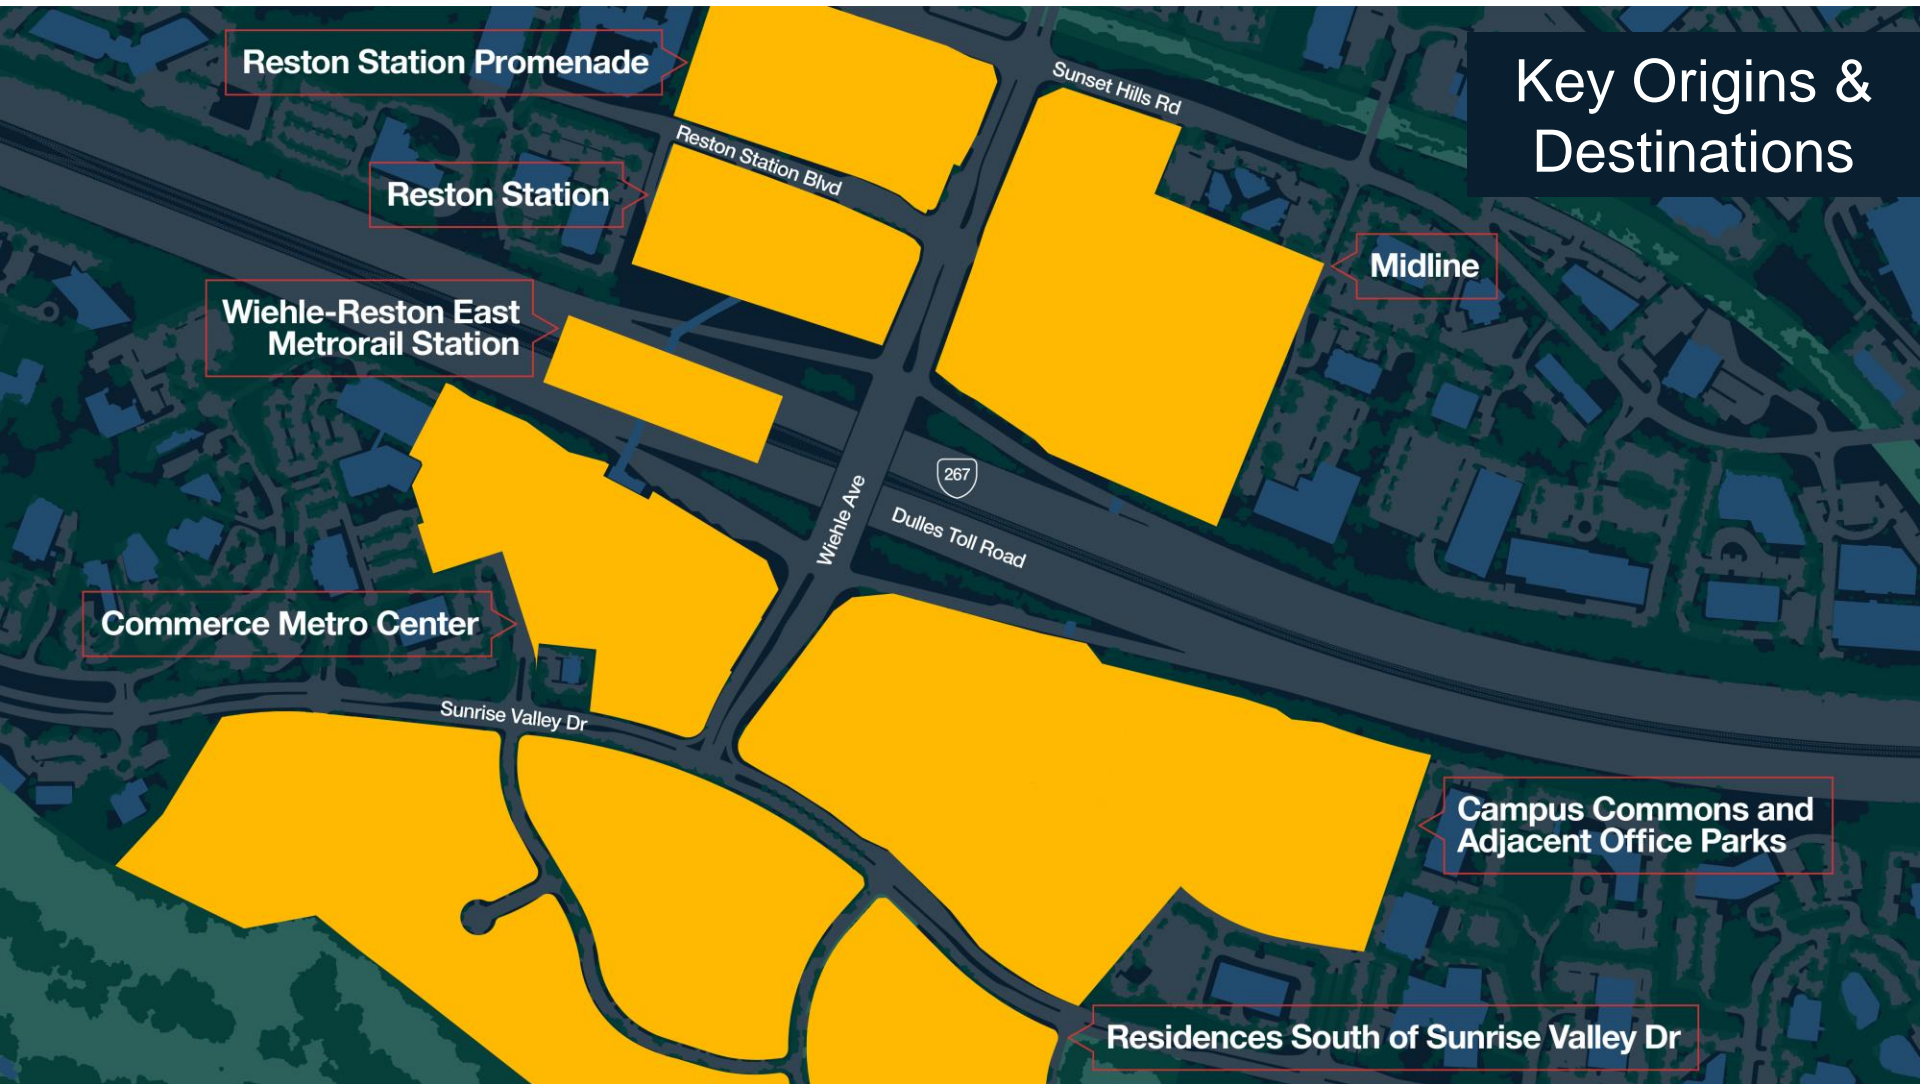 Key Origins &
Destinations
Reston Station Promenade
Sunset Hills Rd
Reston Station Blvd
Reston Station
Midline
Wiehle-Reston East
Metrorail Station
267
Wiehle Ave
Dulles Toll Road
Commerce Metro Center
Sunrise Valley Dr
Campus Commons and
Adjacent Office Parks
Residences South of Sunrise Valley Dr